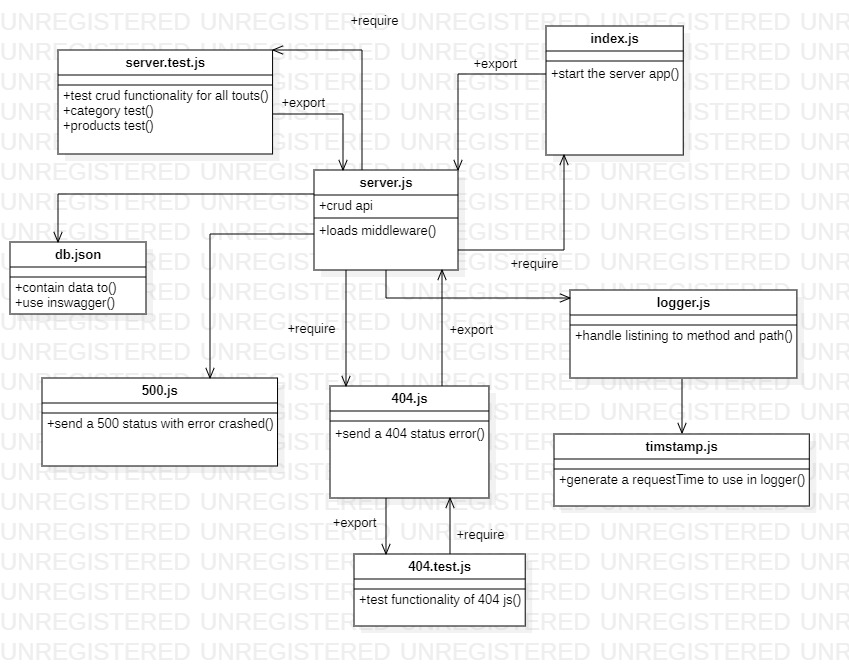 +require
index.js
+start the server app()
server.test.js
+test crud functionality for all touts()
+category test()
+products test()
+export
+export
server.js
+crud api
+loads middleware()
+require
db.json
+contain data to()
+use inswagger()
logger.js
+handle listining to method and path()
+require
+export
500.js
+send a 500 status with error crashed()
404.js
+send a 404 status error()
timstamp.js
+generate a requestTime to use in logger()
+export
+require
404.test.js
+test functionality of 404 js()
UNREGISTERED